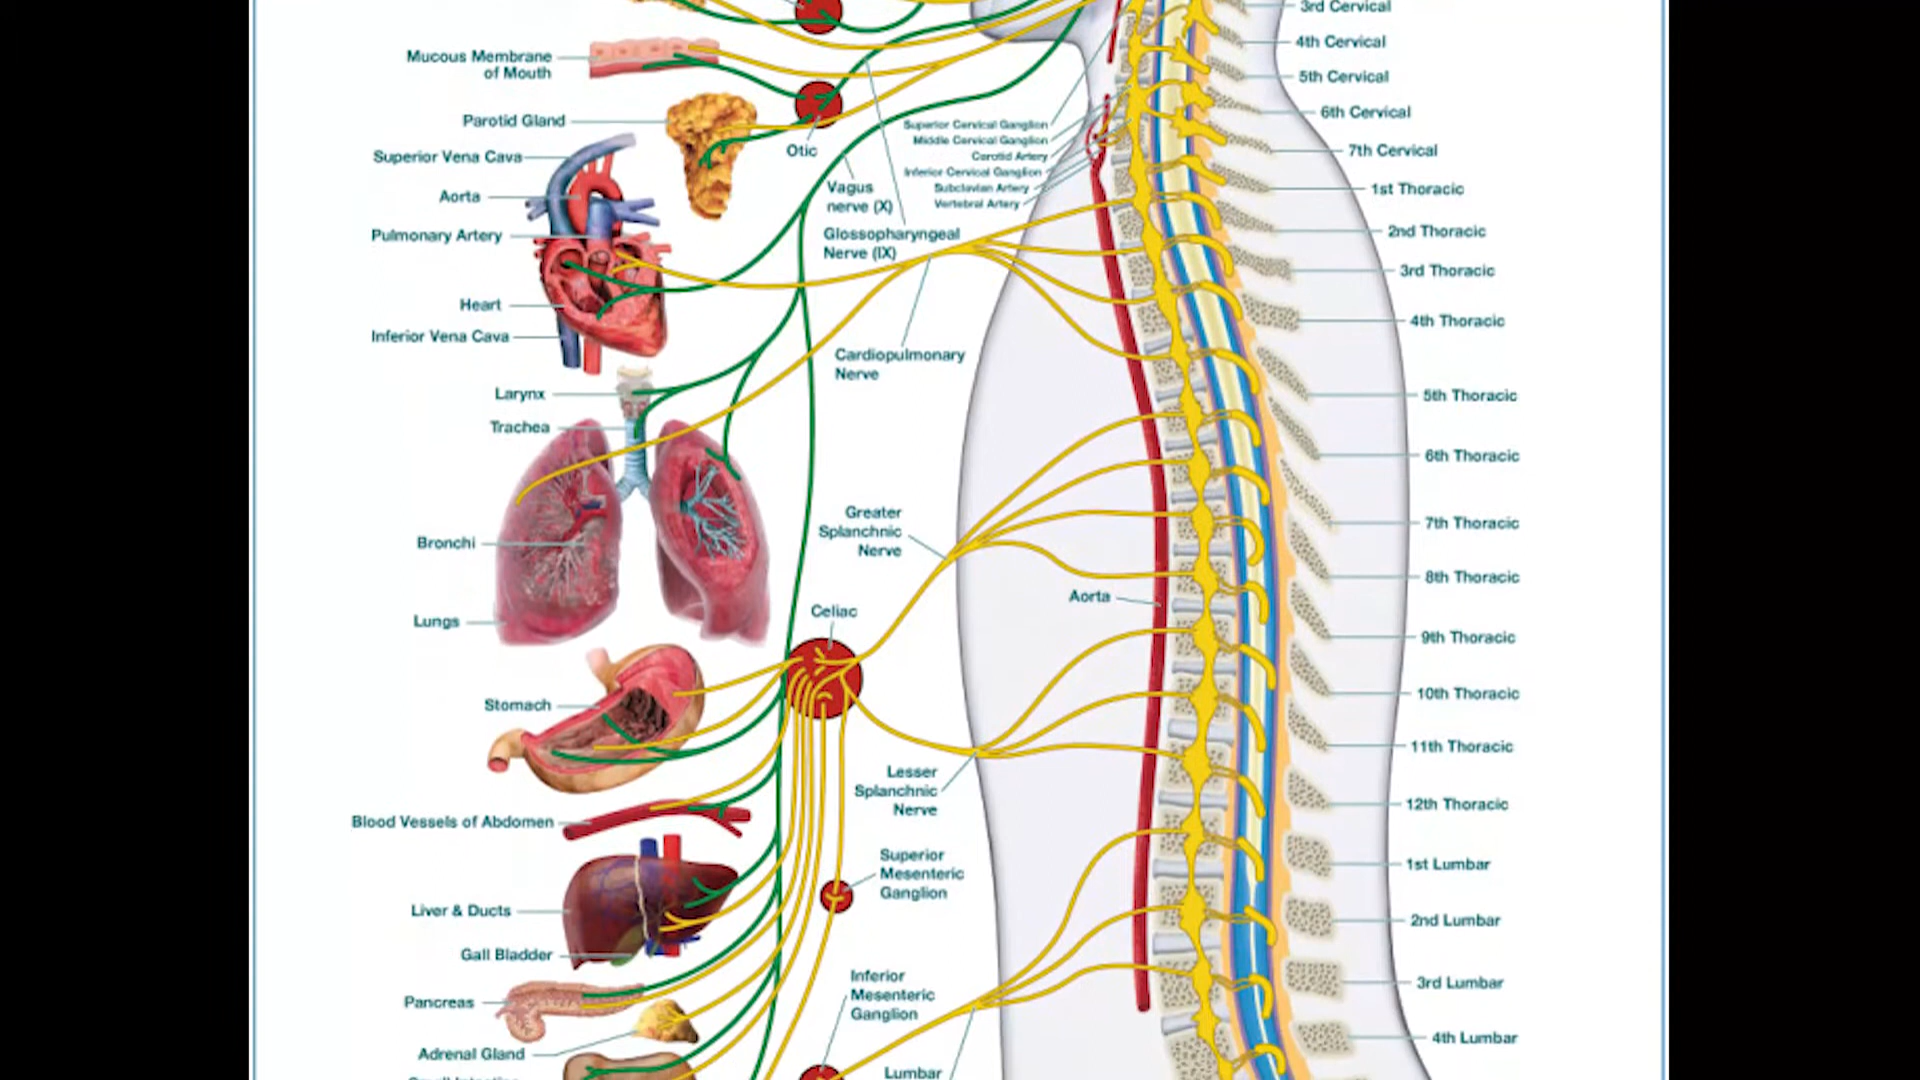 3rd Cervical
4th Cervical
5th Cervical
6th Cervical
7th Cervical
1st Thoracic
2nd Thoracic
3rd Thoracic
4th Thoracic
5th Thoracic
6th Thoracic
7th Thoracic
8th Thoracic
9th Thoracic
10th Thoracic
11th Thoracic
12th Thoracic
1st Lumbar
2nd Lumbar
3rd Lumbar
4th Lumbar
Mucous Membrane
of Mouth
Parotid Gland
Superior Vena Cava
Aorta
Pulmonary Artery
Heart
Inferior Vena Cava
Larynx
Trachea
Bronchi
Lungs
Stomach
Blood Vessels of Abdomen
Liver & Ducts
Gall Bladder
Pancreas
Adrenal Gland
Small Intestine
Otic
Vagus
nerve (X)
Glossopharyngeal
Nerve (IX)
Superior Cervical Ganglion
Middle Cervical Ganglion
Carotid Artery
Inferior Cervical Ganglion
Subclavian Artery
Vertebral Artery
Cardiopulmonary
Nerve
Greater
Splanchnic
Nerve
Aorta
Celiac
Lesser
Splanchnic
Nerve
Superior
Mesenteric
Ganglion
Inferior
Mesenteric
Ganglion
Lumbar